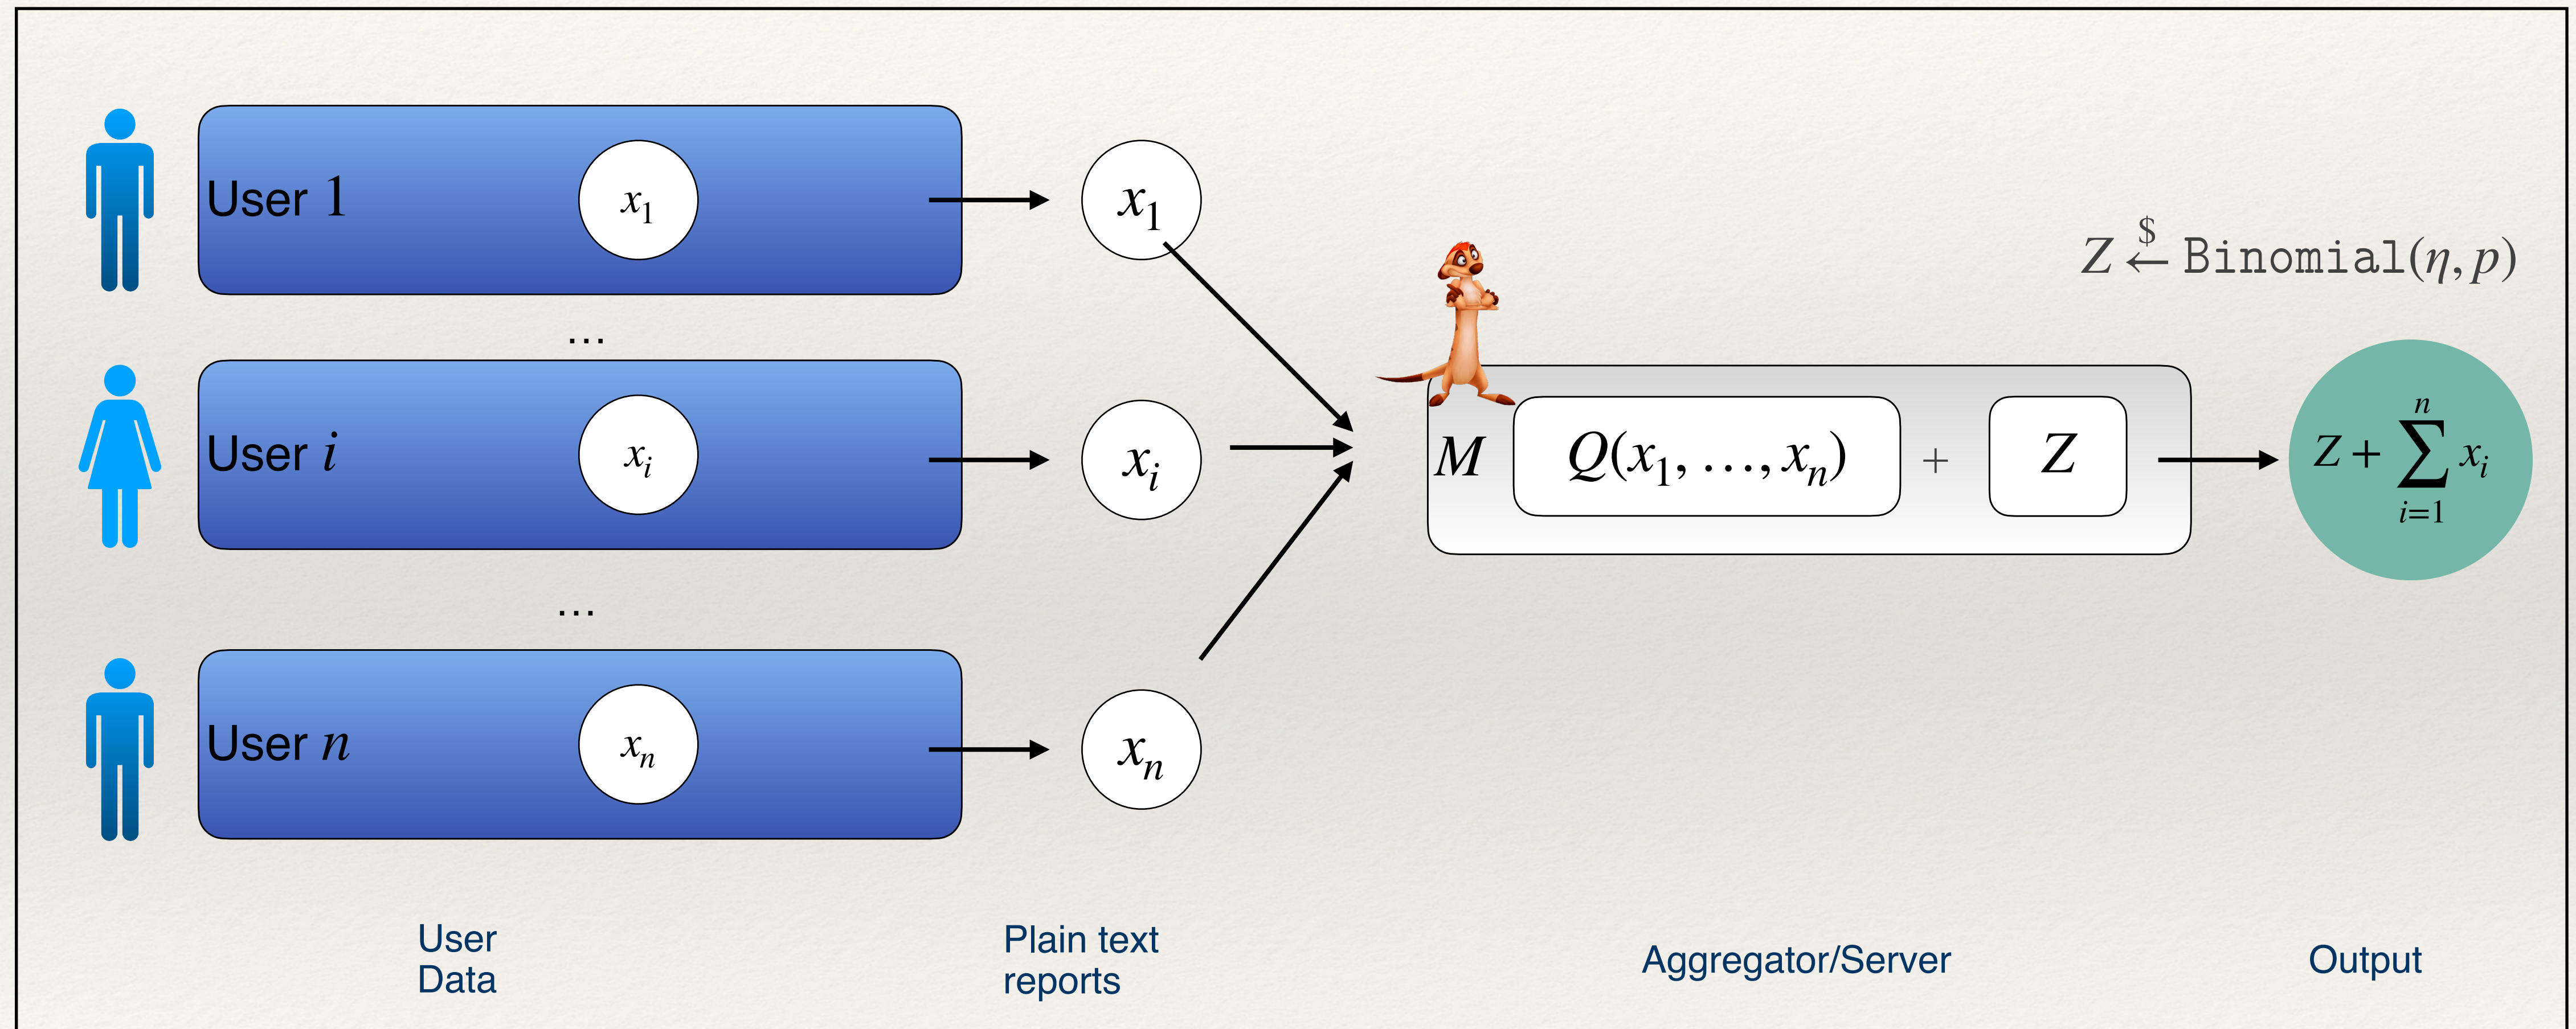 User 1
x₁
x₁
Z ←$ Binomial(η, p)
...
User i
xᵢ
xᵢ
M
Q(x₁, …, xₙ)
+
Z
Z + ∑ⁿᵢ₌₁ xᵢ
...
User n
xₙ
xₙ
User
Data
Plain text
reports
Aggregator/Server
Output